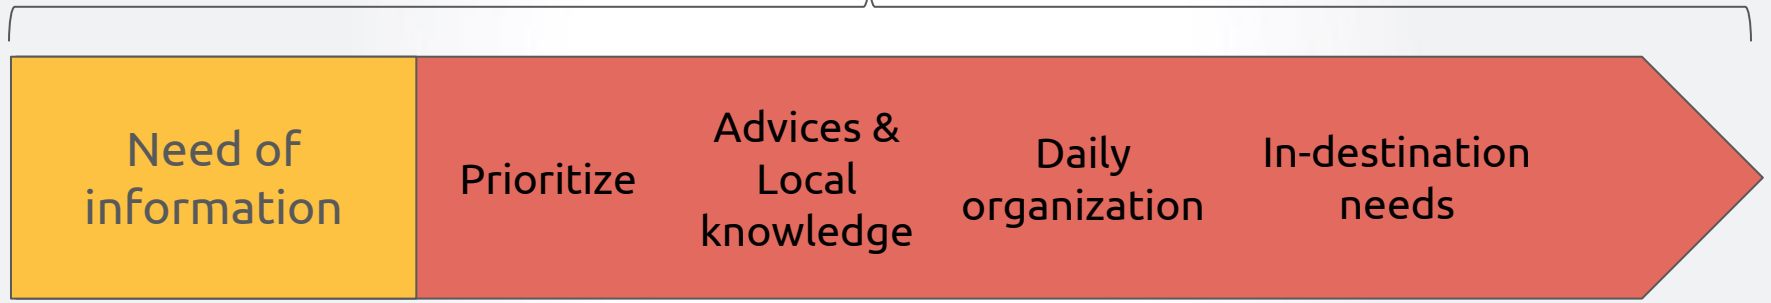 Need of
information
Prioritize
Advices &
Local
knowledge
Daily
organization
In-destination
needs